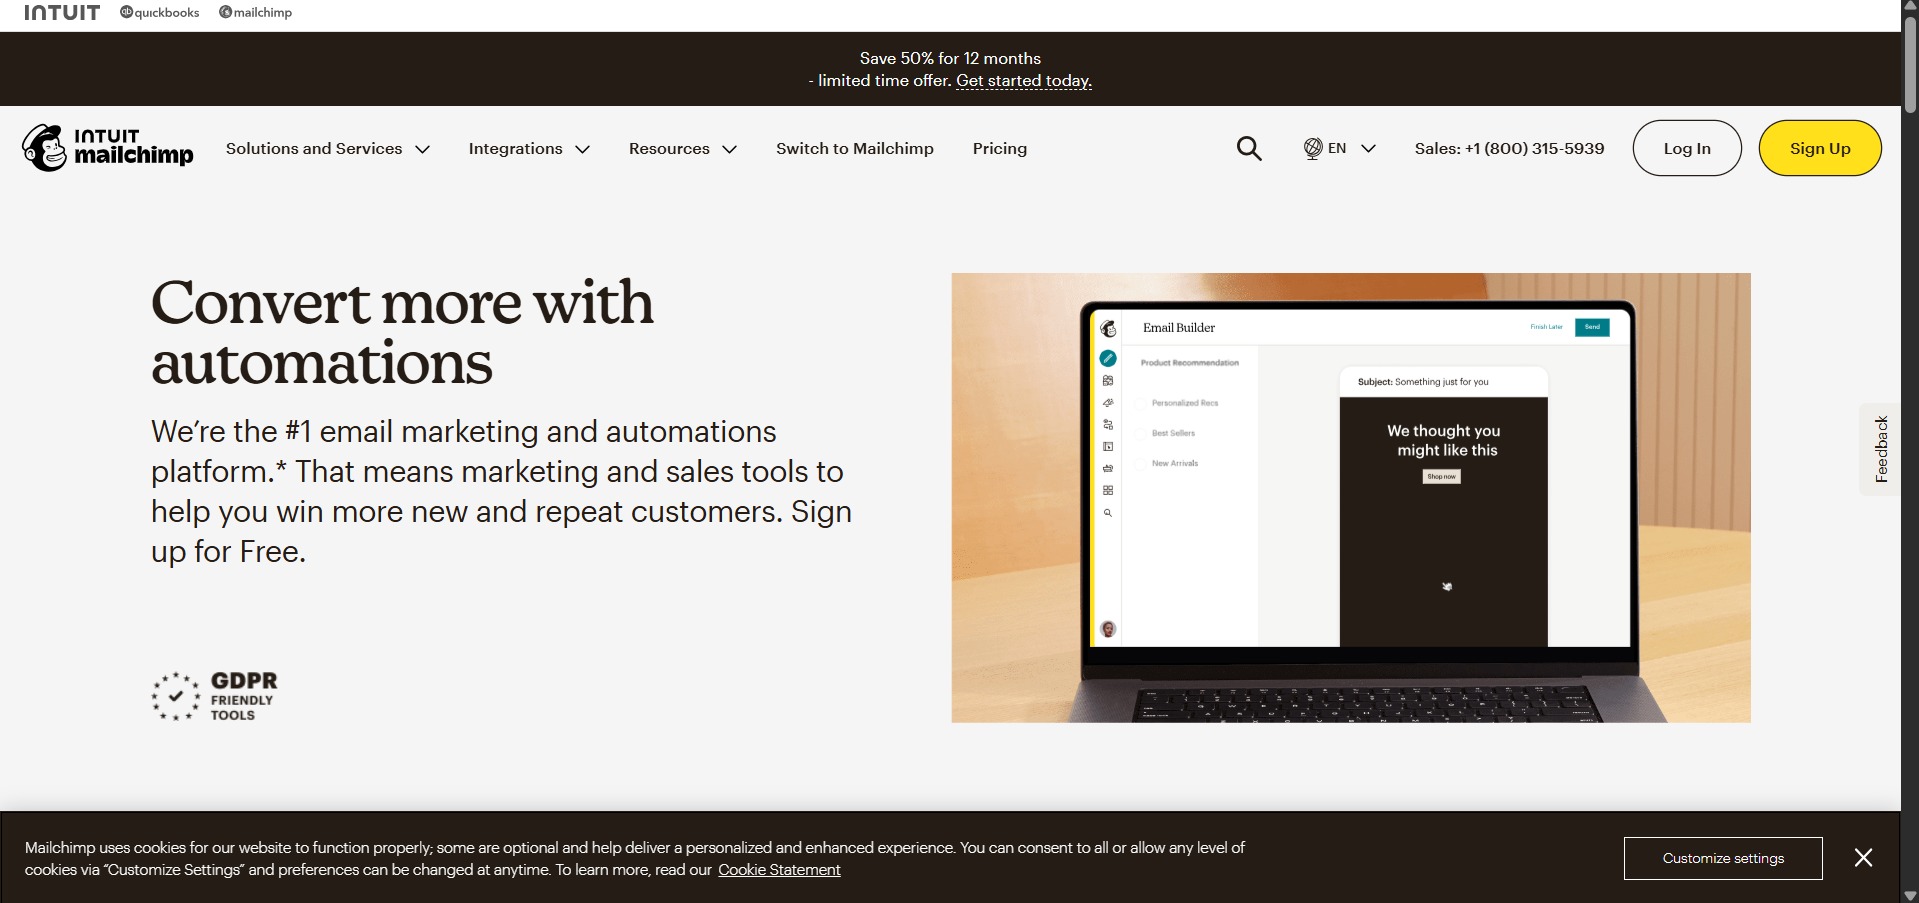 INTUIT quickbooks mailchimp
Save 50% for 12 months
- limited time offer. Get started today.
INTUIT
mailchimp
Solutions and Services
Integrations
Resources
Switch to Mailchimp
Pricing
EN
Sales: +1 (800) 315-5939
Log In
Sign Up
Convert more with
automations
We’re the #1 email marketing and automations
platform.* That means marketing and sales tools to
help you win more new and repeat customers. Sign
up for Free.
GDPR
FRIENDLY
TOOLS
Email Builder
Finish Later
Send
Product Recommendation
Personalized Recs
Best Sellers
New Arrivals
Subject: Something just for you
We thought you
might like this
Shop now
Feedback
Mailchimp uses cookies for our website to function properly; some are optional and help deliver a personalized and enhanced experience. You can consent to all or allow any level of
cookies via “Customize Settings” and preferences can be changed at anytime. To learn more, read our Cookie Statement
Customize settings